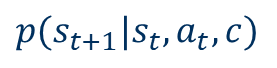 p(s_{t+1}|s_t, a_t, c)